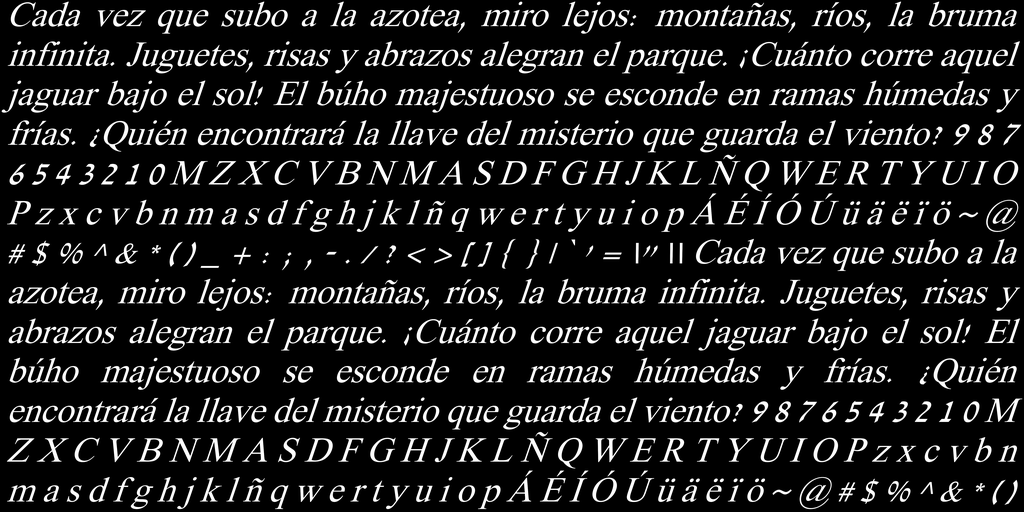 Cada vez que subo a la azotea, miro lejos: montañas, ríos, la bruma
infinita. Juguetes, risas y abrazos alegran el parque. ¡Cuánto corre aquel
jaguar bajo el sol! El búho majestuoso se esconde en ramas húmedas y
frías. ¿Quién encontrará la llave del misterio que guarda el viento? 9 8 7
6 5 4 3 2 1 0 M Z X C V B N M A S D F G H J K L Ñ Q W E R T Y U I O
P z x c v b n m a s d f g h j k l ñ q w e r t y u i o p Á É Í Ó Ú ü ä ë ï ö ~ @
# $ % ^ & * ( ) _ + : ; , - . / ? < > [ ] { } | ` ' = \" \\ Cada vez que subo a la
azotea, miro lejos: montañas, ríos, la bruma infinita. Juguetes, risas y
abrazos alegran el parque. ¡Cuánto corre aquel jaguar bajo el sol! El
búho majestuoso se esconde en ramas húmedas y frías. ¿Quién
encontrará la llave del misterio que guarda el viento? 9 8 7 6 5 4 3 2 1 0 M
Z X C V B N M A S D F G H J K L Ñ Q W E R T Y U I O P z x c v b n
m a s d f g h j k l ñ q w e r t y u i o p Á É Í Ó Ú ü ä ë ï ö ~ @ # $ % ^ & * ( )